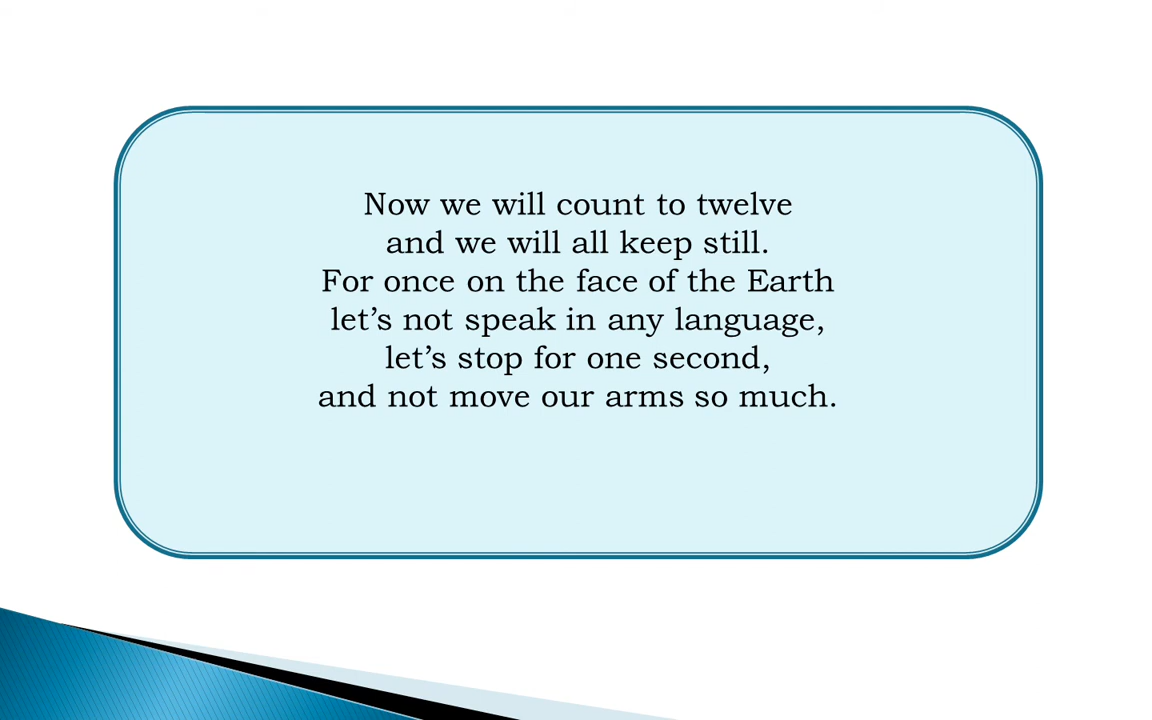 Now we will count to twelve
and we will all keep still.
For once on the face of the Earth
let’s not speak in any language,
let’s stop for one second,
and not move our arms so much.